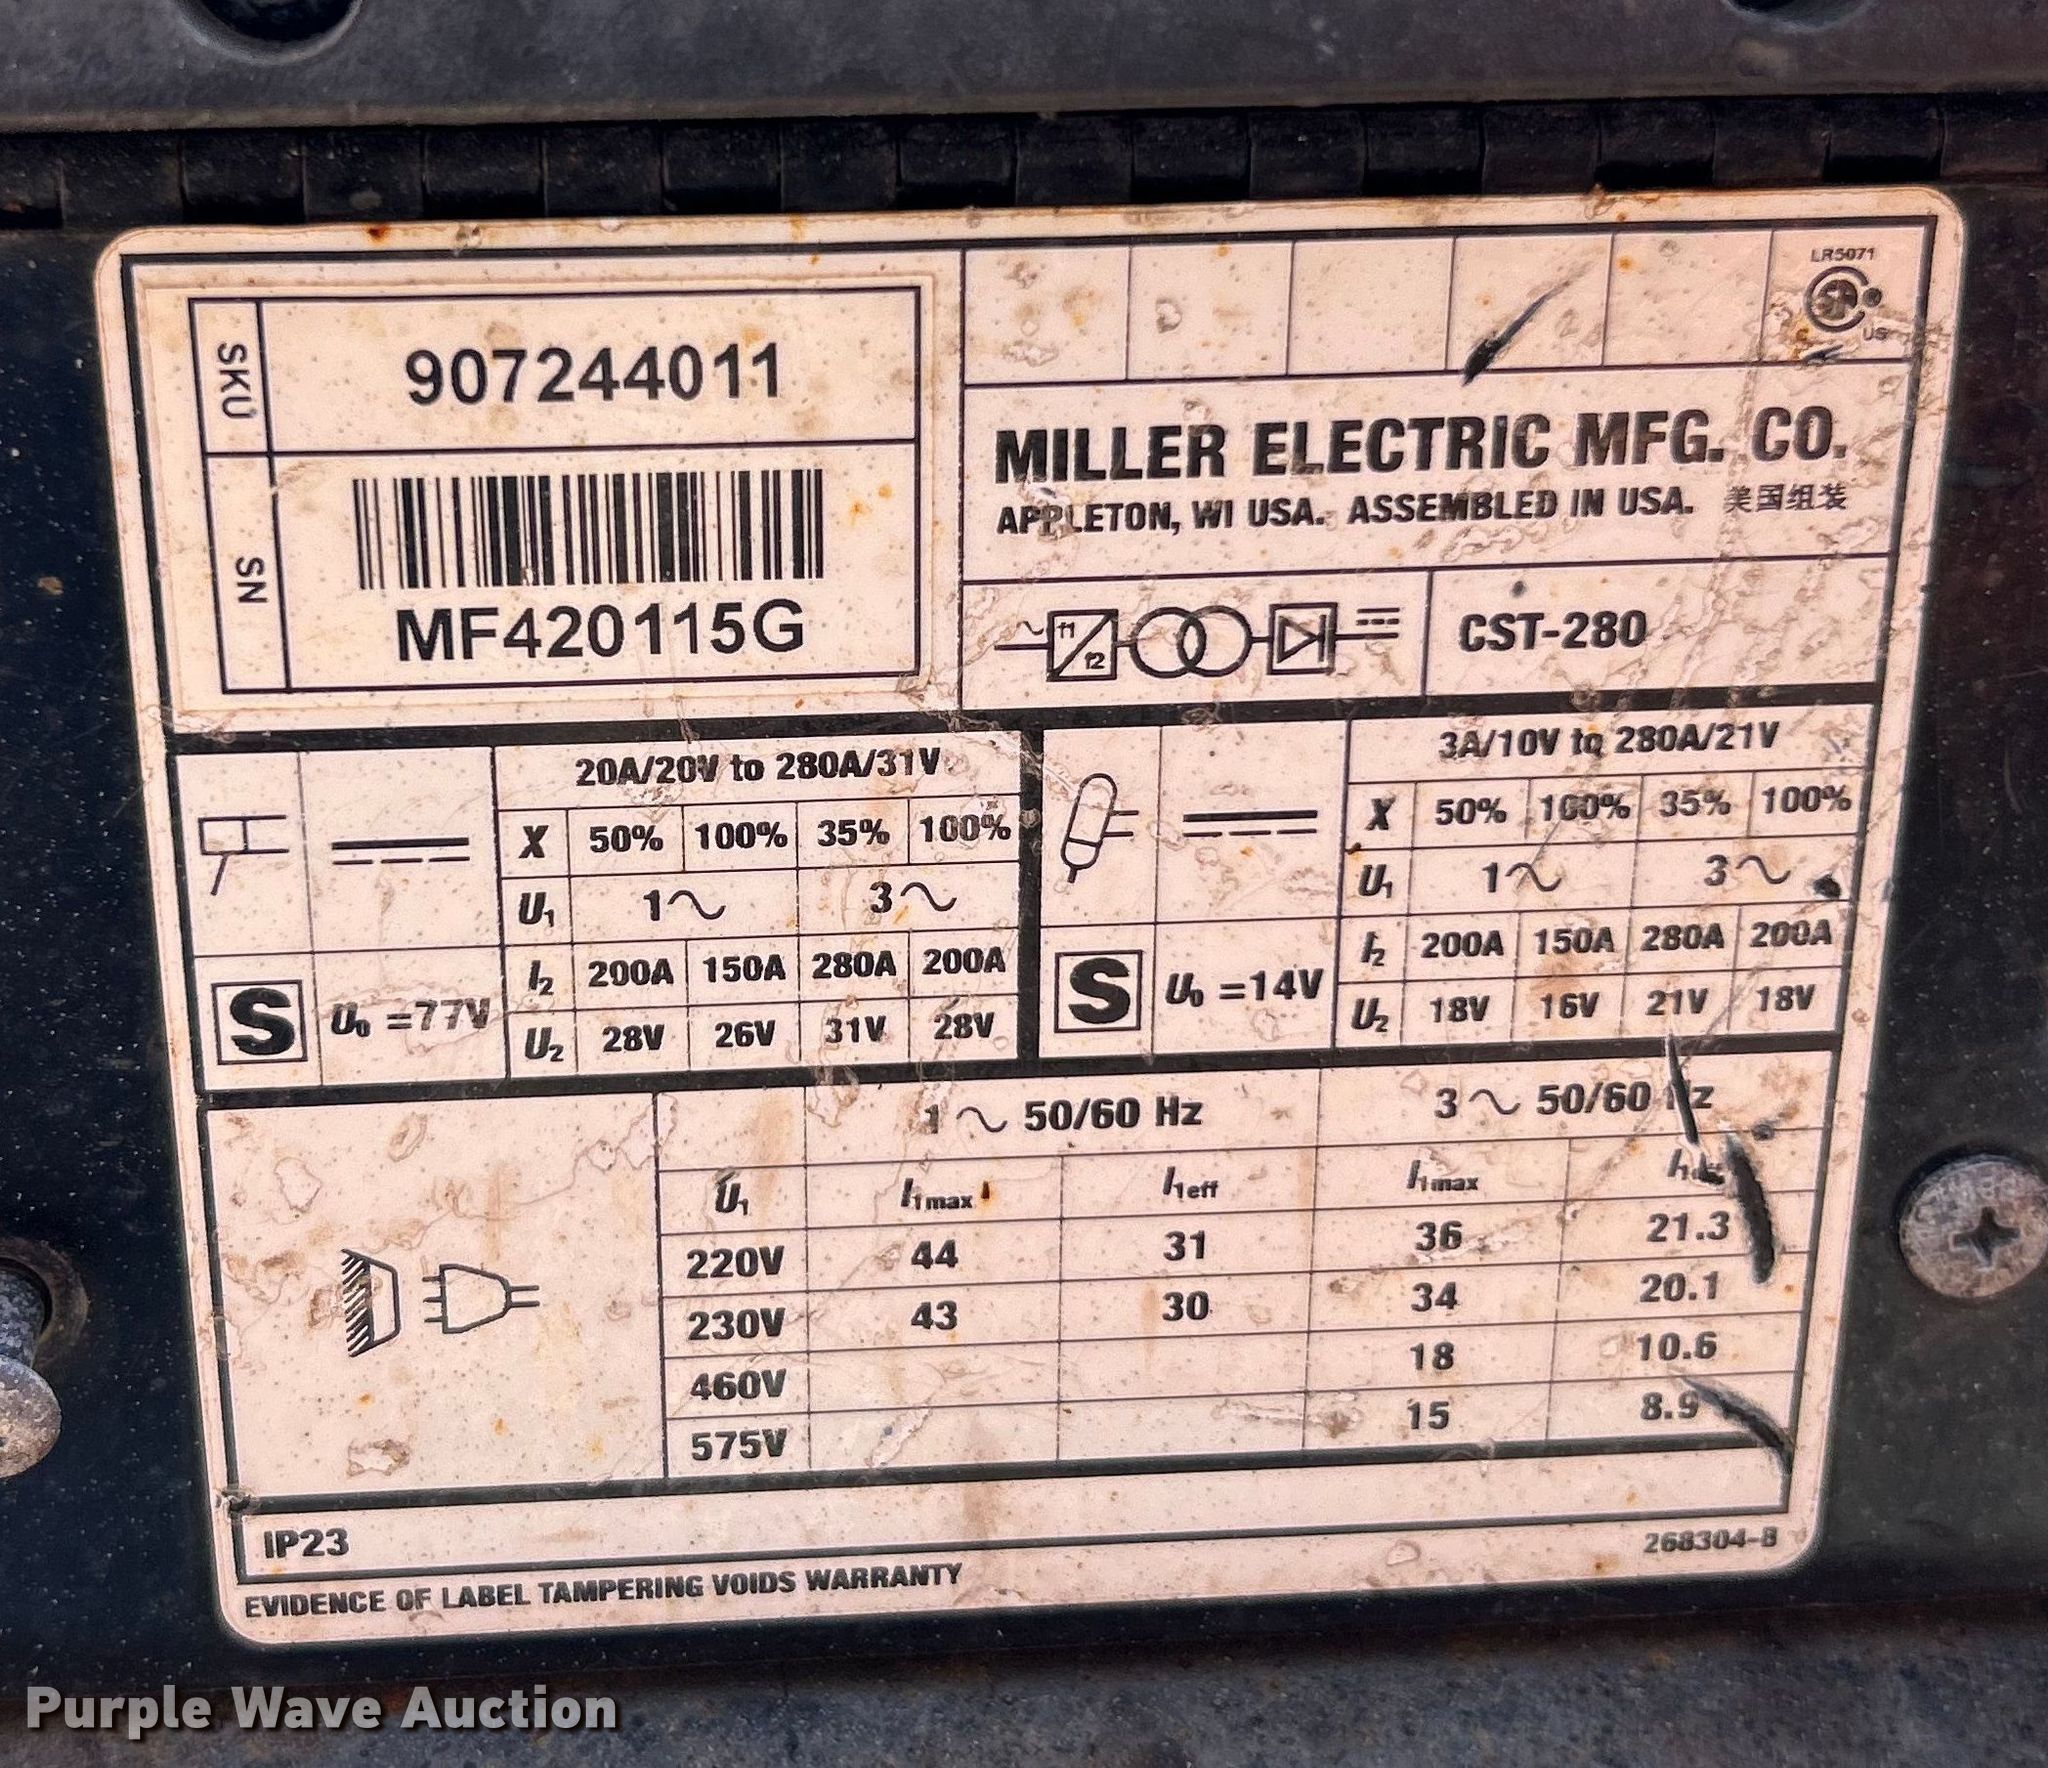 LR5071
US
SKU 907244011
SN MF420115G
MILLER ELECTRIC MFG. CO.
APPLETON, WI USA. ASSEMBLED IN USA. 美国组装
f1
f2
CST-280
20A/20V to 280A/31V
X 50% 100% 35% 100%
U1 1~ 3~
I2 200A 150A 280A 200A
U2 28V 26V 31V 28V
S U0 =77V
3A/10V to 280A/21V
X 50% 100% 35% 100%
U1 1~ 3~
I2 200A 150A 280A 200A
U2 18V 16V 21V 18V
S U0 =14V
1~ 50/60 Hz 3~ 50/60 Hz
U1 I1max I1eff I1max
220V 44 31 36 21.3
230V 43 30 34 20.1
460V 18 10.6
575V 15 8.9
IP23
268304-B
EVIDENCE OF LABEL TAMPERING VOIDS WARRANTY
Purple Wave Auction